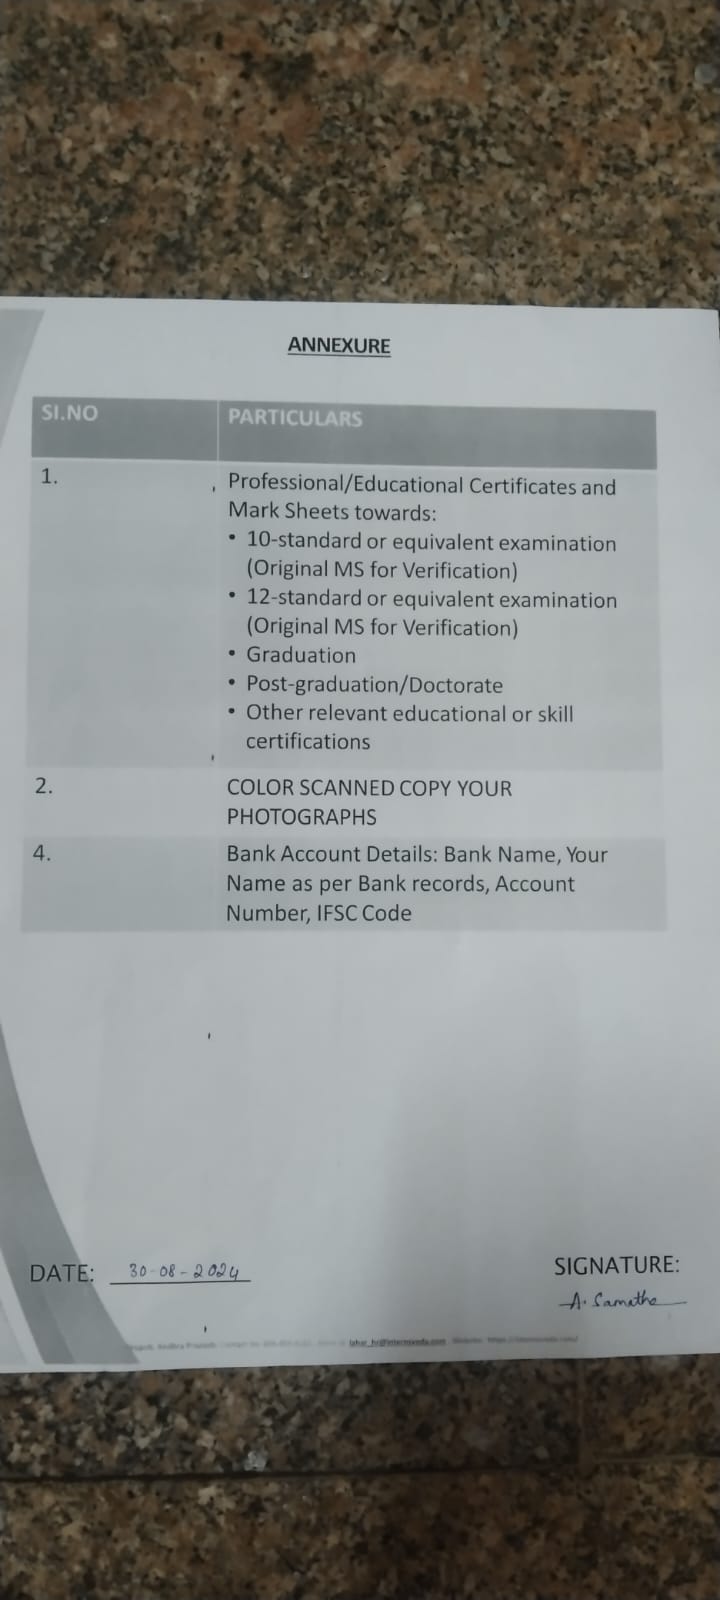 ANNEXURE
SI.NO PARTICULARS
1. Professional/Educational Certificates and
Mark Sheets towards:
• 10-standard or equivalent examination
(Original MS for Verification)
• 12-standard or equivalent examination
(Original MS for Verification)
• Graduation
• Post-graduation/Doctorate
• Other relevant educational or skill
certifications
2. COLOR SCANNED COPY YOUR
PHOTOGRAPHS
4. Bank Account Details: Bank Name, Your
Name as per Bank records, Account
Number, IFSC Code
DATE: 30-08-2024
SIGNATURE:
A. Samatha
Andhra Pradesh